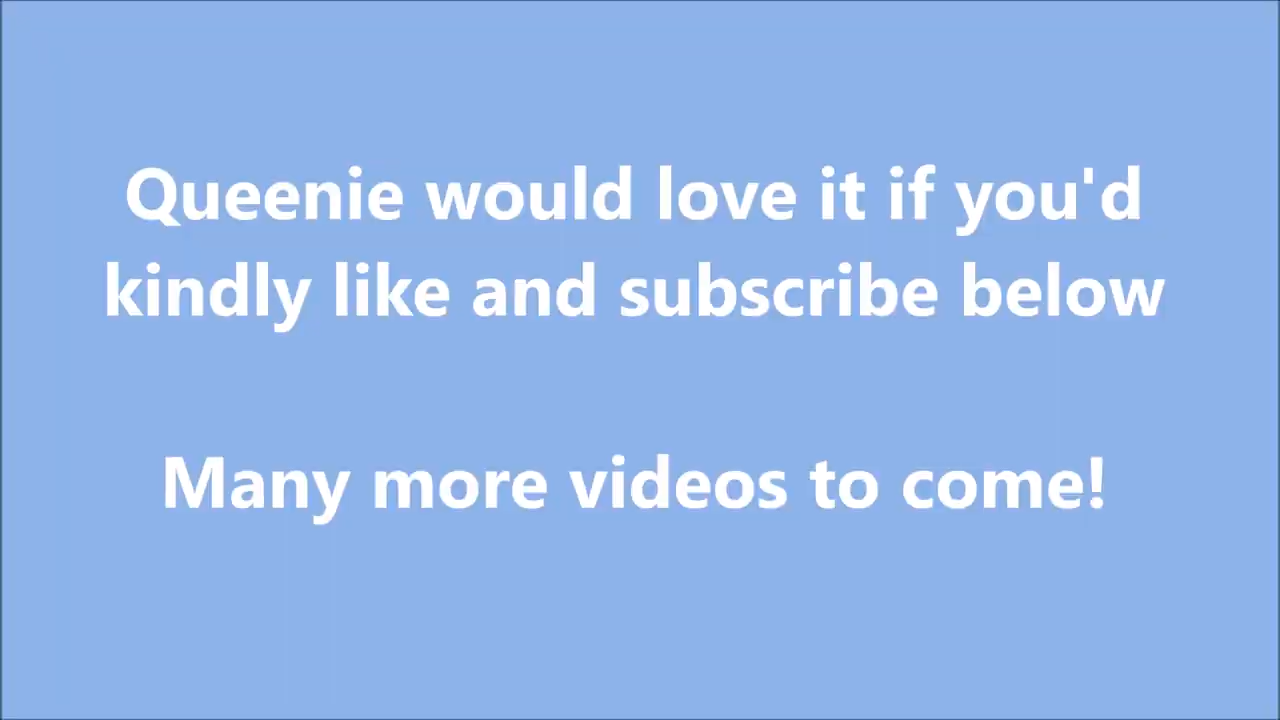 Queenie would love it if you'd
kindly like and subscribe below
Many more videos to come!